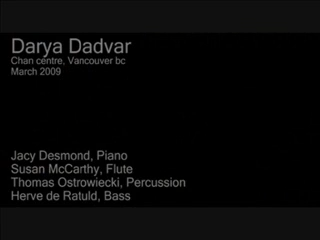 Darya Dadvar
Chan centre, Vancouver bc
March 2009
Jacy Desmond, Piano
Susan McCarthy, Flute
Thomas Ostrowiecki, Percussion
Herve de Ratuld, Bass